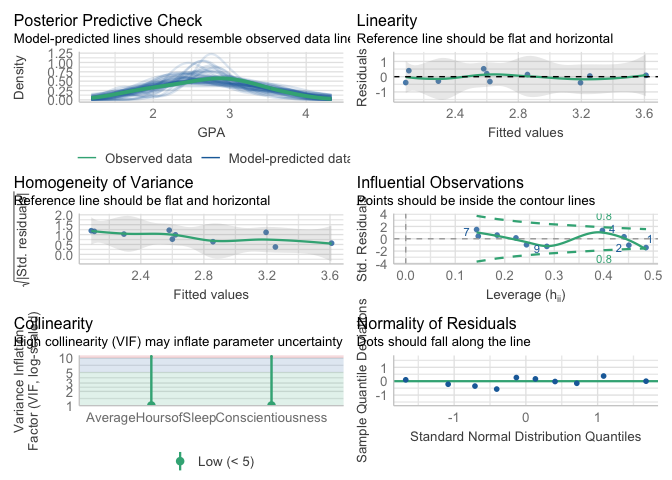 Posterior Predictive Check
Model-predicted lines should resemble observed data line
Density
1.25
1.00
0.75
0.50
0.25
0.00
2 3 4
GPA
Observed data Model-predicted data
Linearity
Reference line should be flat and horizontal
Residuals
1
0
-1
2.4 2.8 3.2 3.6
Fitted values
Homogeneity of Variance
Reference line should be flat and horizontal
√|Std. residuals|
2.0
1.5
1.0
0.5
0.0
2.4 2.8 3.2 3.6
Fitted values
Influential Observations
Points should be inside the contour lines
Std. Residuals
4
2
0
-2
-4
0.8
7
4
1
2
9
0.8
0.0 0.1 0.2 0.3 0.4 0.5
Leverage (hii)
Collinearity
High collinearity (VIF) may inflate parameter uncertainty
Variance Inflation
Factor (VIF, log-scaled)
10
5
3
2
1
AverageHoursofSleepConscientiousness
Low (< 5)
Normality of Residuals
Dots should fall along the line
Sample Quantile Deviations
1
0
-1
-1 0 1
Standard Normal Distribution Quantiles